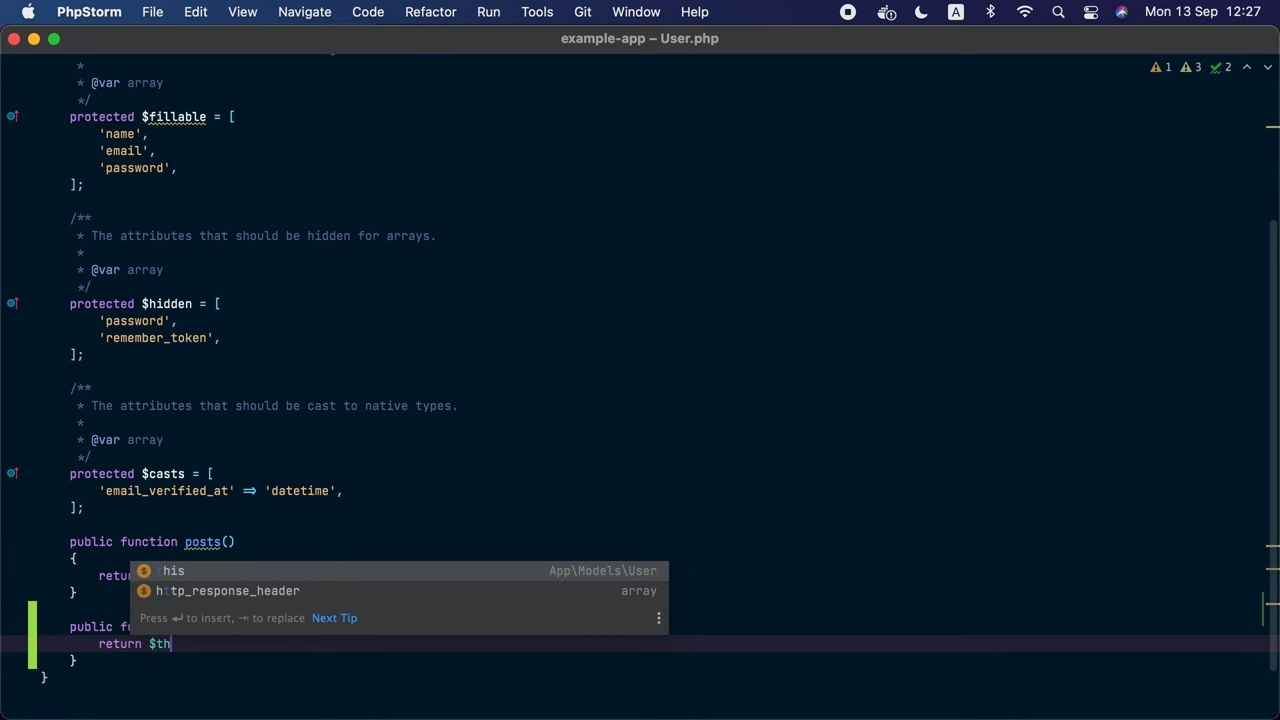 PhpStorm File Edit View Navigate Code Refactor Run Tools Git Window Help A Mon 13 Sep 12:27
example-app – User.php
*
1 3 2
* @var array
*/
protected $fillable = [
'name',
'email',
'password',
];
/**
* The attributes that should be hidden for arrays.
*
* @var array
*/
protected $hidden = [
'password',
'remember_token',
];
/**
* The attributes that should be cast to native types.
*
* @var array
*/
protected $casts = [
'email_verified_at' => 'datetime',
];
public function posts()
{
this App\Models\User
http_response_header array
}
Press ↵ to insert, ⇥ to replace Next Tip
public
return $th
}
}